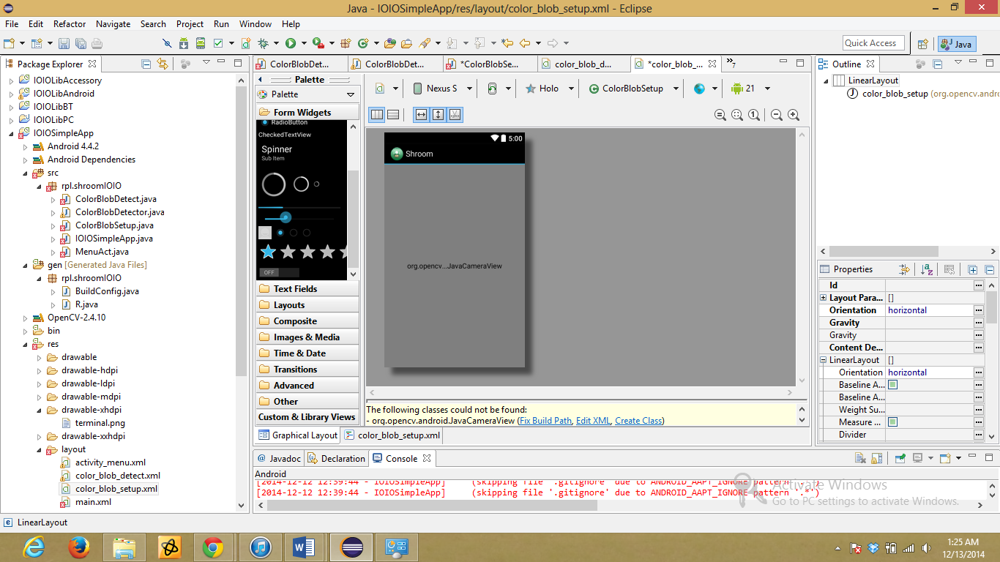 Java - IOIOSimpleApp/res/layout/color_blob_setup.xml - Eclipse
File Edit Refactor Navigate Search Project Run Window Help
Quick Access
Java
Package Explorer
IOIOLibAccessory
IOIOLibAndroid
IOIOLibBT
IOIOLibPC
IOIOSimpleApp
Android 4.4.2
Android Dependencies
src
rpl.shroomIOIO
ColorBlobDetect.java
ColorBlobDetector.java
ColorBlobSetup.java
IOIOSimpleApp.java
MenuAct.java
gen [Generated Java Files]
rpl.shroomIOIO
BuildConfig.java
R.java
OpenCV-2.4.10
bin
res
drawable
drawable-hdpi
drawable-ldpi
drawable-mdpi
drawable-xhdpi
terminal.png
drawable-xxhdpi
layout
activity_menu.xml
color_blob_detect.xml
color_blob_setup.xml
main.xml
ColorBlobDet...
ColorBlobDet...
*ColorBlobSe...
color_blob_d...
*color_blob_...
»7
Palette
Palette
Form Widgets
RadioButton
CheckedTextView
Spinner
Sub Item
OFF
Text Fields
Layouts
Composite
Images & Media
Time & Date
Transitions
Advanced
Other
Custom & Library Views
Nexus S
Holo
ColorBlobSetup
21
5:00
Shroom
org.opencv...JavaCameraView
The following classes could not be found:
- org.opencv.android.JavaCameraView (Fix Build Path, Edit XML, Create Class)
Graphical Layout
color_blob_setup.xml
Outline
LinearLayout
color_blob_setup (org.opencv.andro
Properties
Id
Layout Para... []
Orientation horizontal
Gravity
Gravity
Content De...
LinearLayout []
Orientation horizontal
Baseline A...
Baseline A...
Weight Su...
Measure ...
Divider
Javadoc
Declaration
Console
Android
[2014-12-12 12:39:44 - IOIOSimpleApp] (skipping file '.gitignore' due to ANDROID_AAPT_IGNORE pattern '.*')
[2014-12-12 12:39:44 - IOIOSimpleApp] (skipping file '.gitignore' due to ANDROID_AAPT_IGNORE pattern '.*')
Activate Windows
Go to PC settings to activate Windows.
LinearLayout
1:25 AM
12/13/2014